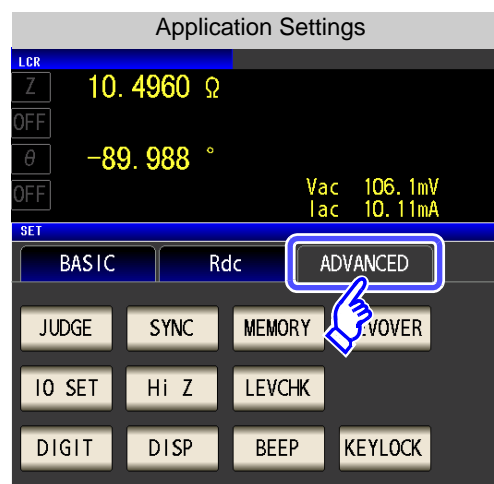 Application Settings
LCR
Z 10.4960 Ω
OFF
θ -89.988 °
OFF
Vac 106.1mV
Iac 10.11mA
SET
BASIC Rdc ADVANCED
JUDGE SYNC MEMORY VOVER
IO SET Hi Z LEVCHK
DIGIT DISP BEEP KEYLOCK